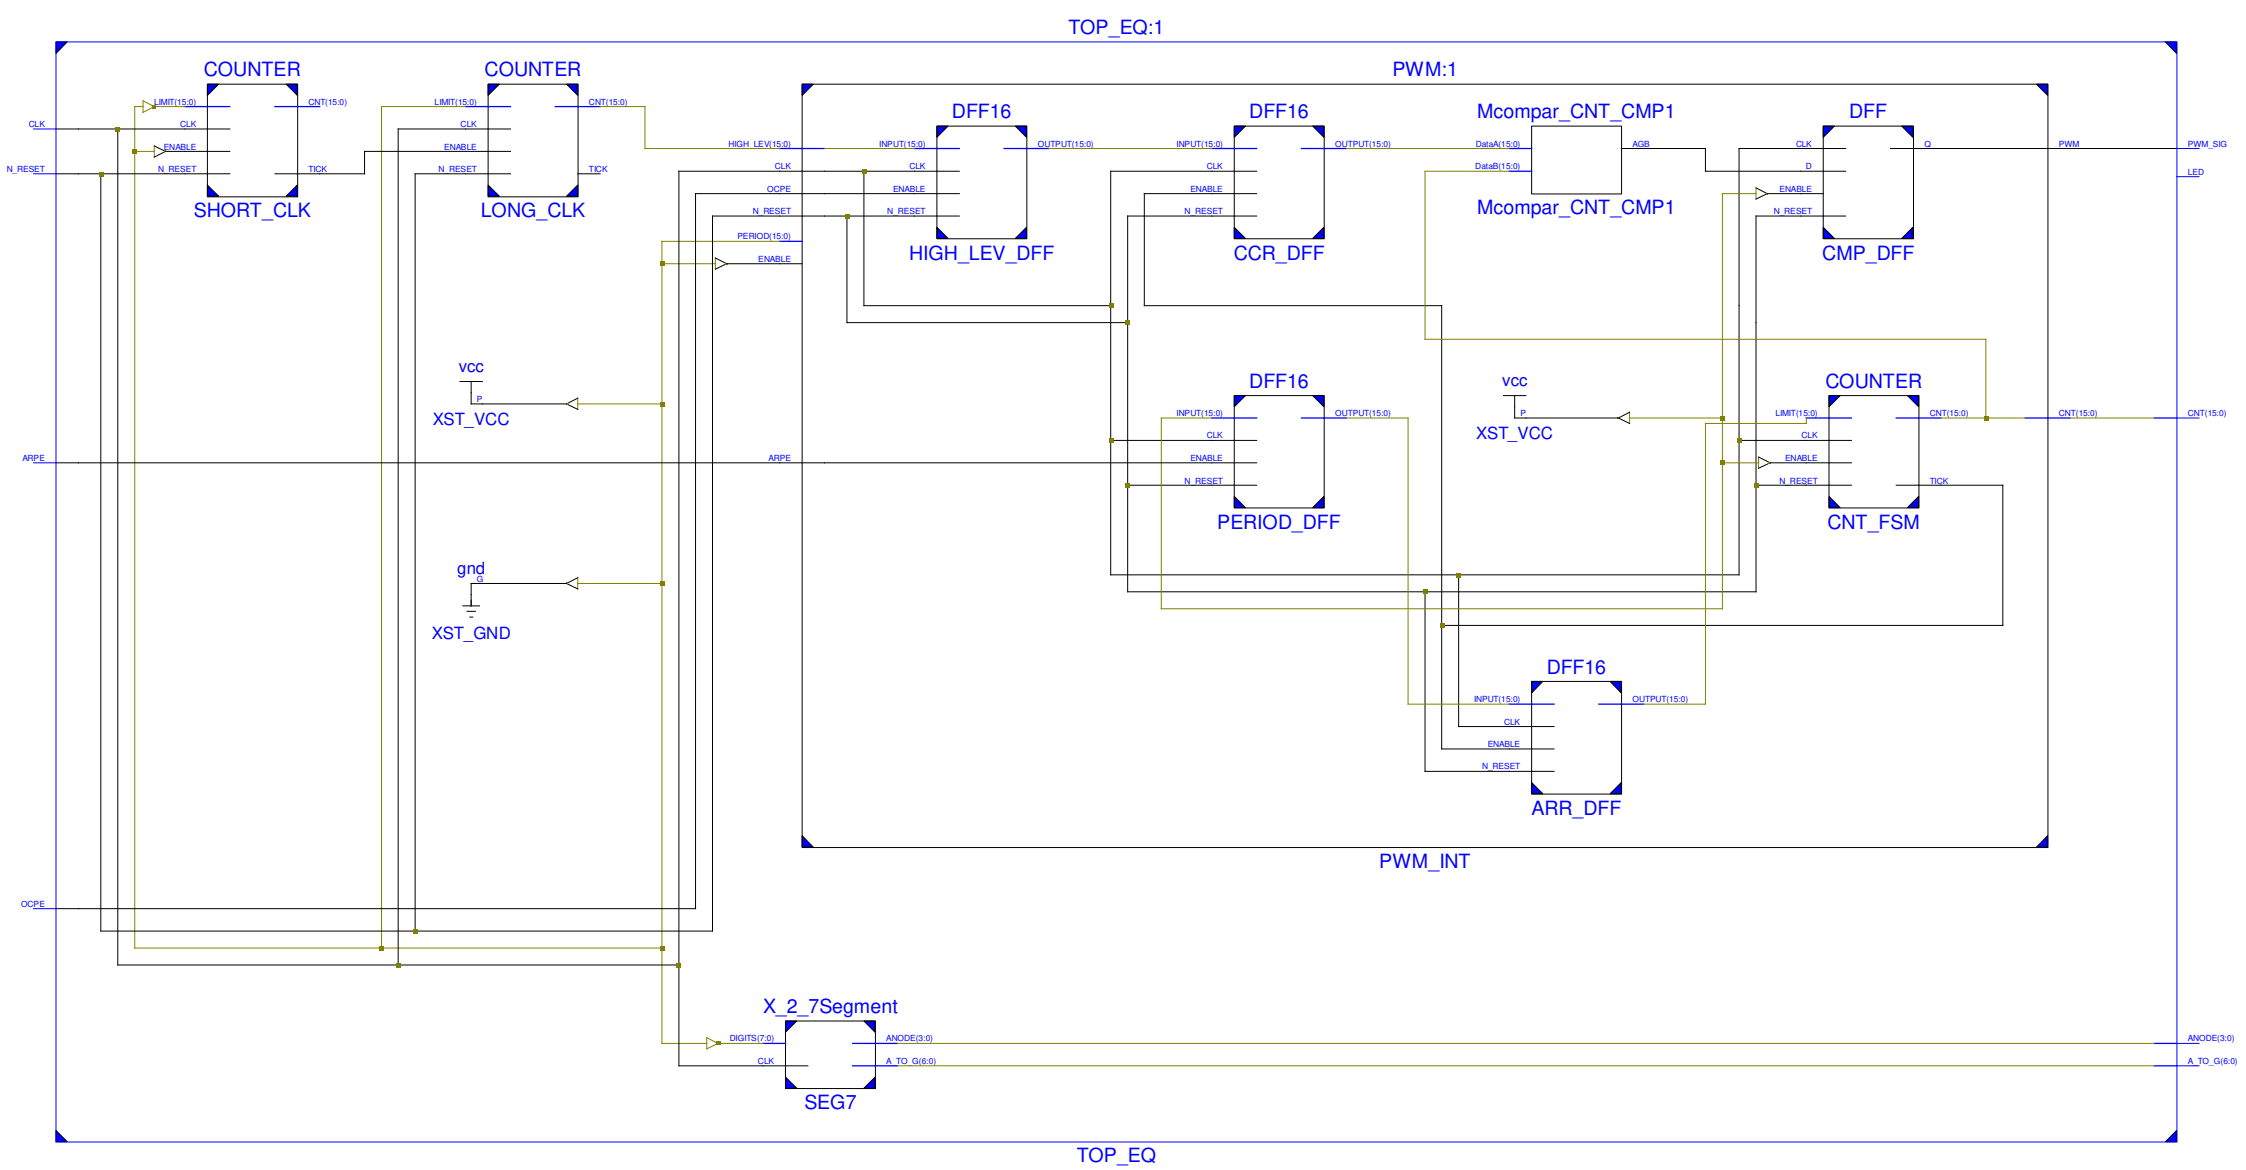 TOP_EQ:1
COUNTER
LIMIT(15:0)
CNT(15:0)
CLK
ENABLE
N_RESET
TICK
SHORT_CLK
COUNTER
LIMIT(15:0)
CNT(15:0)
CLK
ENABLE
N_RESET
TICK
LONG_CLK
CLK
N_RESET
ARPE
OCPE
vcc
P
XST_VCC
gnd
G
XST_GND
PWM:1
HIGH_LEV(15:0)
CLK
OCPE
N_RESET
PERIOD(15:0)
ENABLE
ARPE
DFF16
INPUT(15:0)
OUTPUT(15:0)
CLK
ENABLE
N_RESET
HIGH_LEV_DFF
DFF16
INPUT(15:0)
OUTPUT(15:0)
CLK
ENABLE
N_RESET
CCR_DFF
Mcompar_CNT_CMP1
DataA(15:0)
AGB
DataB(15:0)
Mcompar_CNT_CMP1
DFF
CLK
Q
D
ENABLE
N_RESET
CMP_DFF
PWM
PWM_SIG
LED
DFF16
INPUT(15:0)
OUTPUT(15:0)
CLK
ENABLE
N_RESET
PERIOD_DFF
vcc
P
XST_VCC
COUNTER
LIMIT(15:0)
CNT(15:0)
CLK
ENABLE
N_RESET
TICK
CNT_FSM
CNT(15:0)
CNT(15:0)
DFF16
INPUT(15:0)
OUTPUT(15:0)
CLK
ENABLE
N_RESET
ARR_DFF
PWM_INT
X_2_7Segment
DIGITS(7:0)
ANODE(3:0)
CLK
A_TO_G(6:0)
SEG7
ANODE(3:0)
A_TO_G(6:0)
TOP_EQ